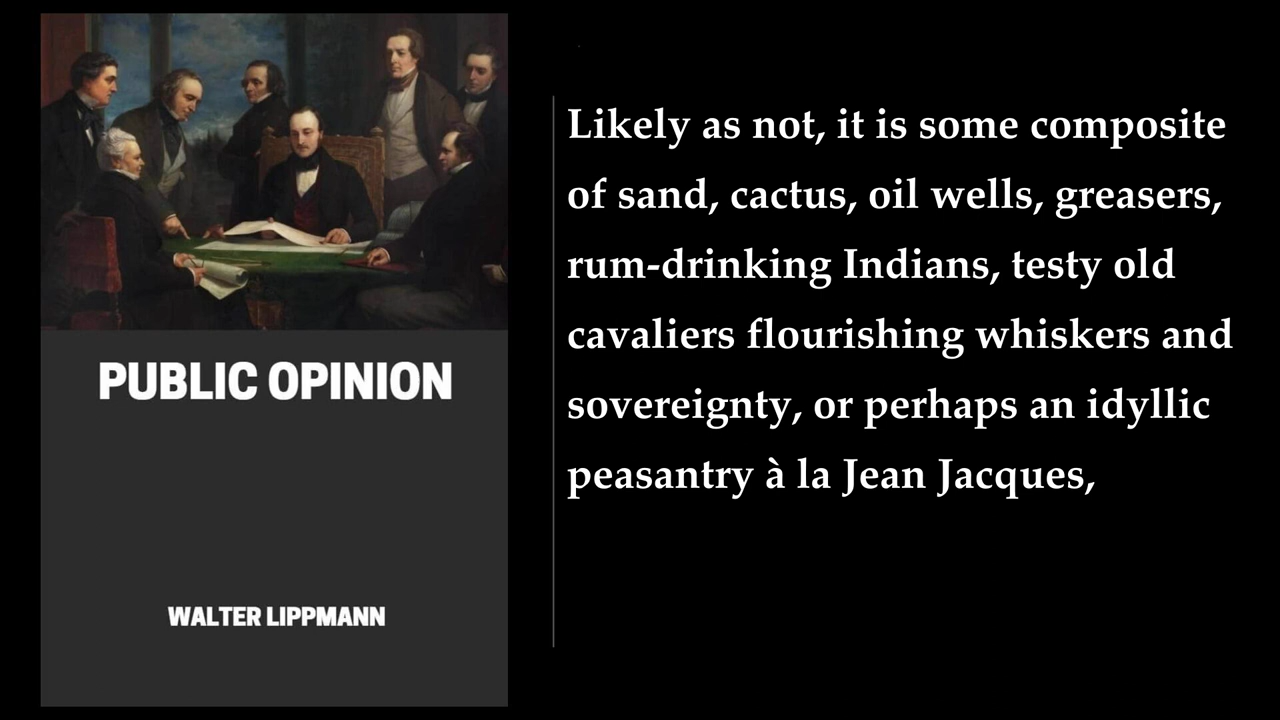 PUBLIC OPINION
WALTER LIPPMANN
Likely as not, it is some composite
of sand, cactus, oil wells, greasers,
rum-drinking Indians, testy old
cavaliers flourishing whiskers and
sovereignty, or perhaps an idyllic
peasantry à la Jean Jacques,